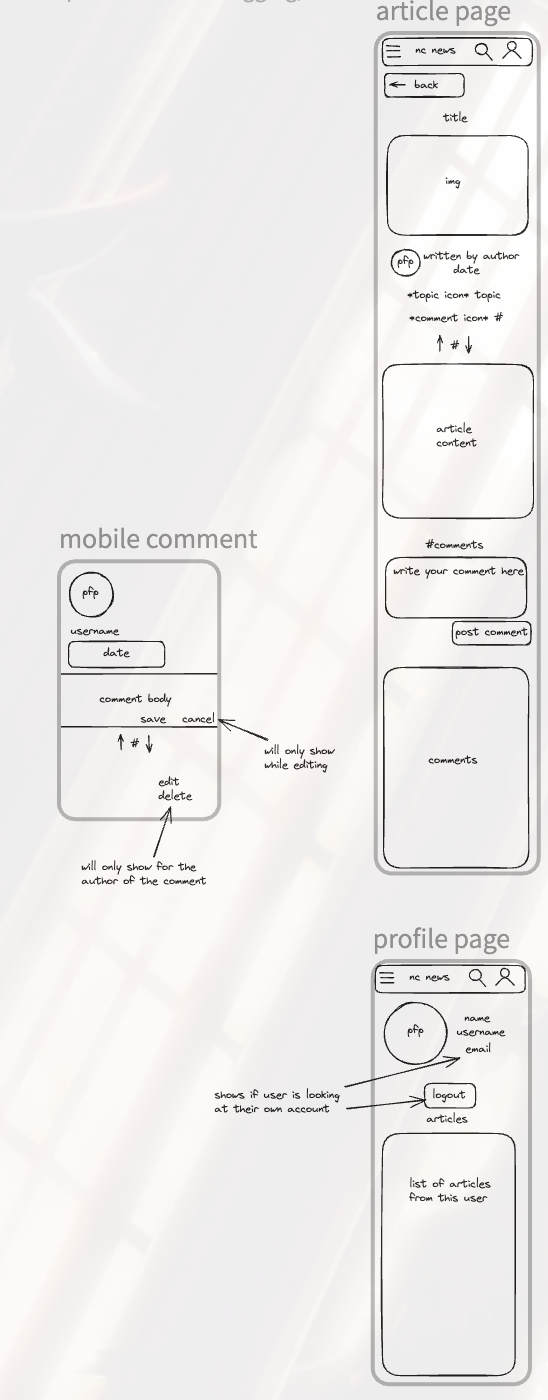 article page
nc news
← back
title
img
pfp
written by author
date
*topic icon* topic
*comment icon* #
↑ # ↓
article
content
#comments
write your comment here
post comment
comments
mobile comment
pfp
username
date
comment body
save cancel
↑ # ↓
edit
delete
will only show
while editing
will only show for the
author of the comment
profile page
nc news
pfp
name
username
email
shows if user is looking
at their own account
logout
articles
list of articles
from this user